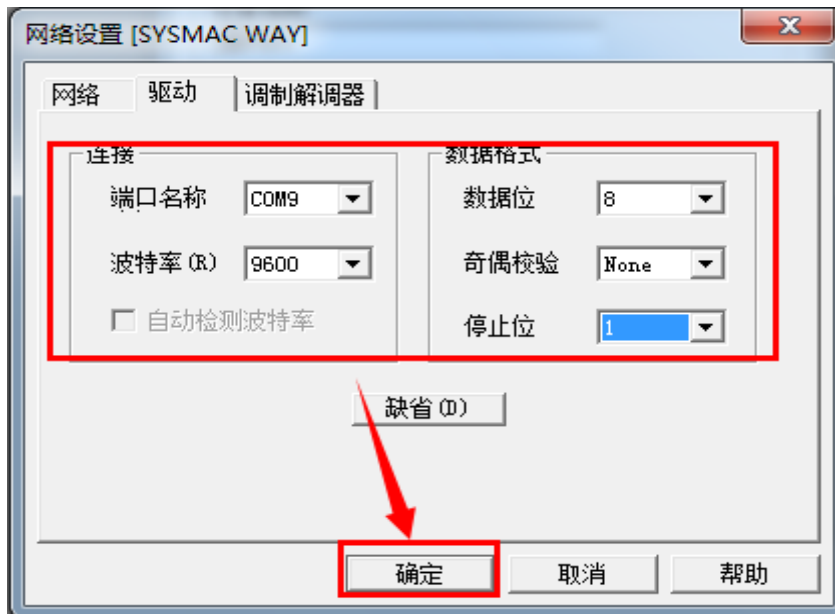 网络设置 [SYSMAC WAY]
网络 驱动 调制解调器
连接
端口名称 COM9
波特率(R) 9600
自动检测波特率
数据格式
数据位 8
奇偶校验 None
停止位 1
缺省(D)
确定 取消 帮助